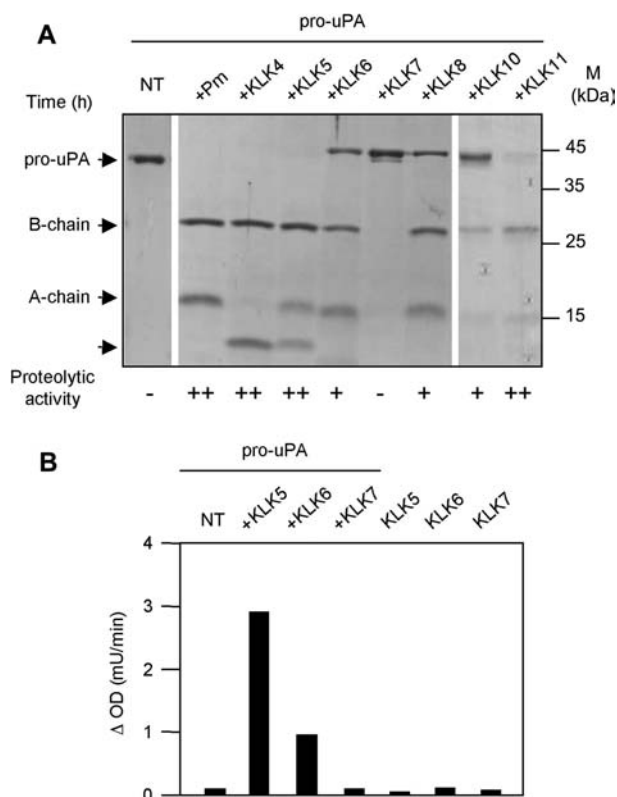 pro-uPA
A
NT +Pm +KLK4 +KLK5 +KLK6 +KLK7 +KLK8 +KLK10 +KLK11 M
(kDa)
Time (h)
pro-uPA
45
35
B-chain
25
A-chain
15
Proteolytic
activity
- ++ ++ ++ + - + + ++
B
pro-uPA
NT +KLK5 +KLK6 +KLK7 KLK5 KLK6 KLK7
4
3
2
1
0
Δ OD (mU/min)